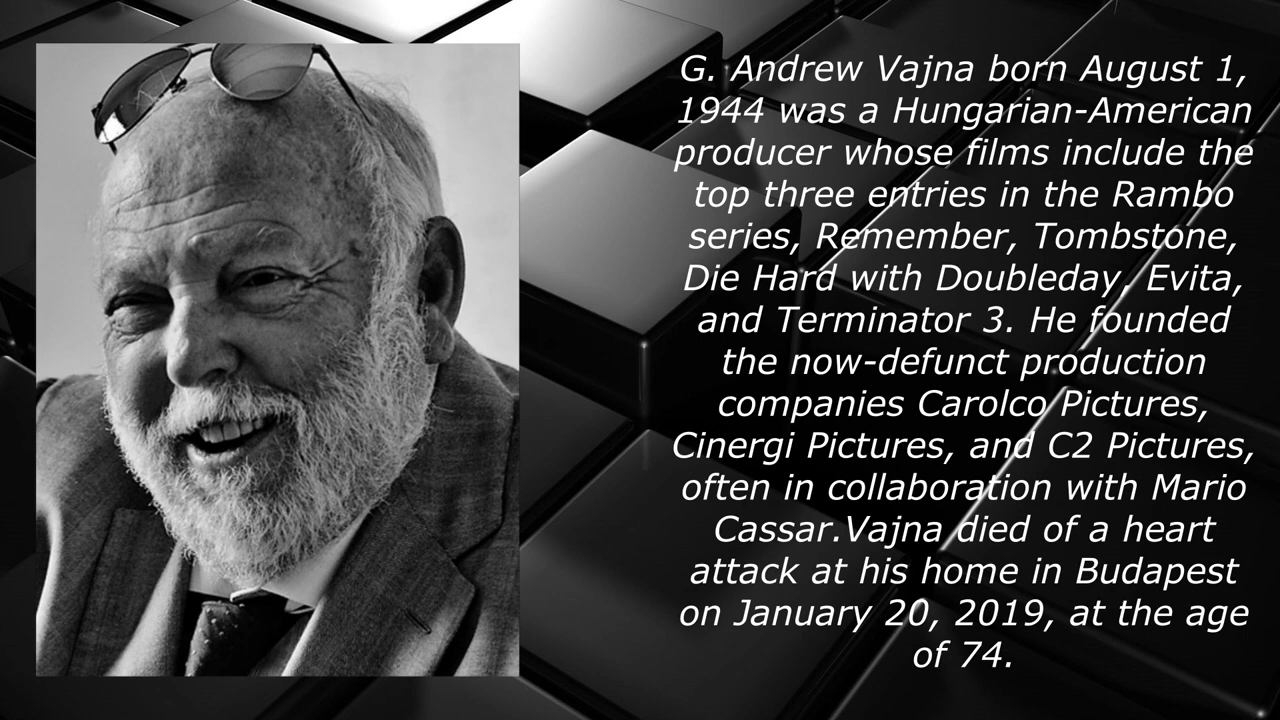 G. Andrew Vajna born August 1,
1944 was a Hungarian-American
producer whose films include the
top three entries in the Rambo
series, Remember, Tombstone,
Die Hard with Doubleday, Evita,
and Terminator 3. He founded
the now-defunct production
companies Carolco Pictures,
Cinergi Pictures, and C2 Pictures,
often in collaboration with Mario
Cassar.Vajna died of a heart
attack at his home in Budapest
on January 20, 2019, at the age
of 74.